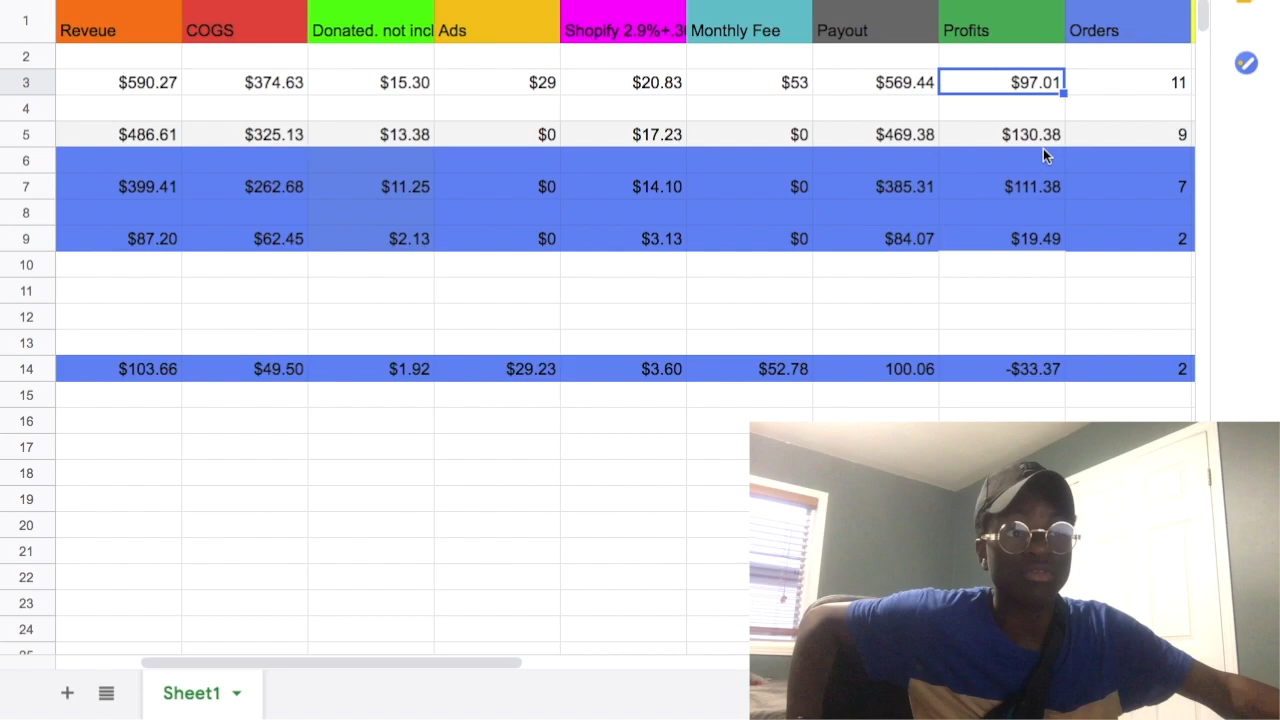 1 Reveue COGS Donated. not incl Ads Shopify 2.9%+.30 Monthly Fee Payout Profits Orders
2
3 $590.27 $374.63 $15.30 $29 $20.83 $53 $569.44 $97.01 11
4
5 $486.61 $325.13 $13.38 $0 $17.23 $0 $469.38 $130.38 9
6
7 $399.41 $262.68 $11.25 $0 $14.10 $0 $385.31 $111.38 7
8
9 $87.20 $62.45 $2.13 $0 $3.13 $0 $84.07 $19.49 2
10
11
12
13
14 $103.66 $49.50 $1.92 $29.23 $3.60 $52.78 100.06 -$33.37 2
15
16
17
18
19
20
21
22
23
24
Sheet1